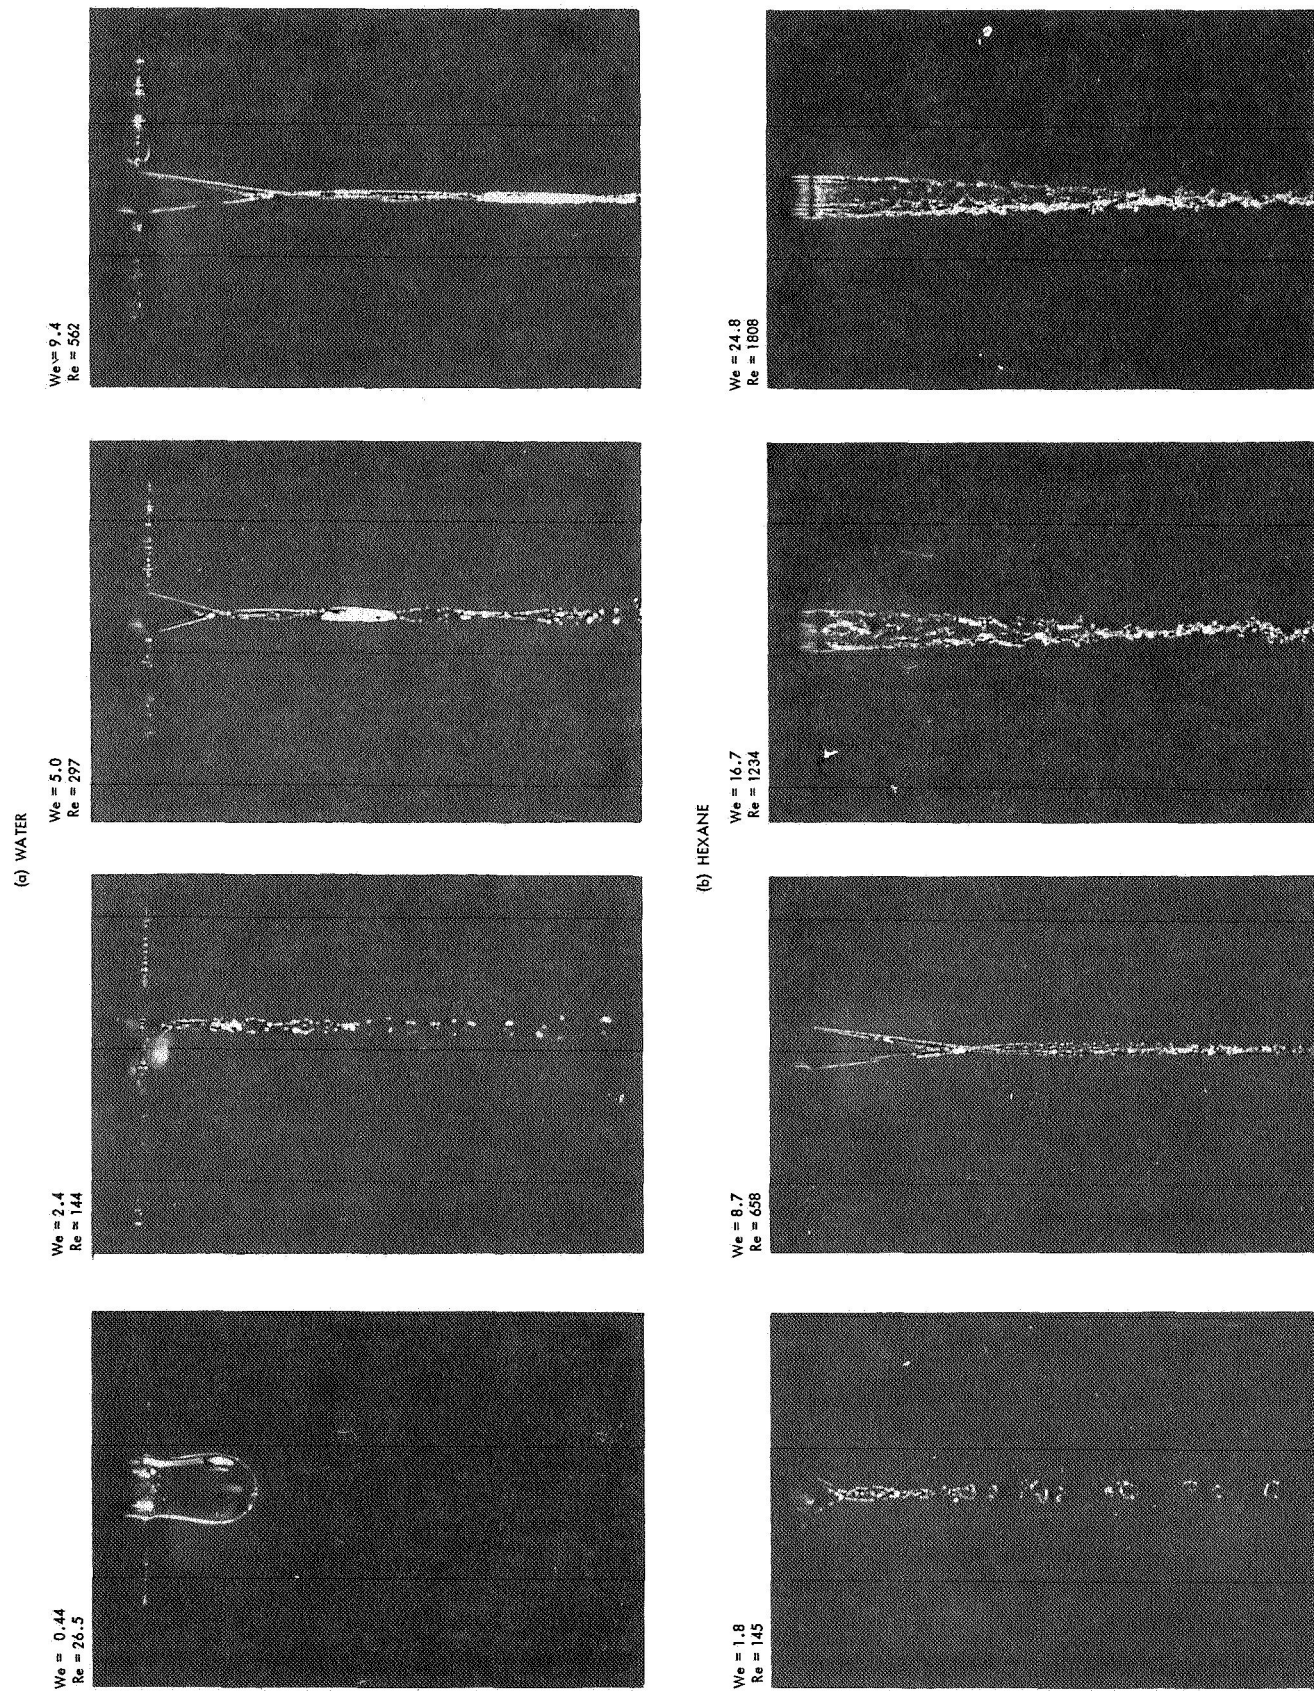 (a) WATER
We = 0.44
Re = 26.5
We = 2.4
Re = 144
We = 5.0
Re = 297
We = 9.4
Re = 562
(b) HEXANE
We = 1.8
Re = 145
We = 8.7
Re = 658
We = 16.7
Re = 1234
We = 24.8
Re = 1808